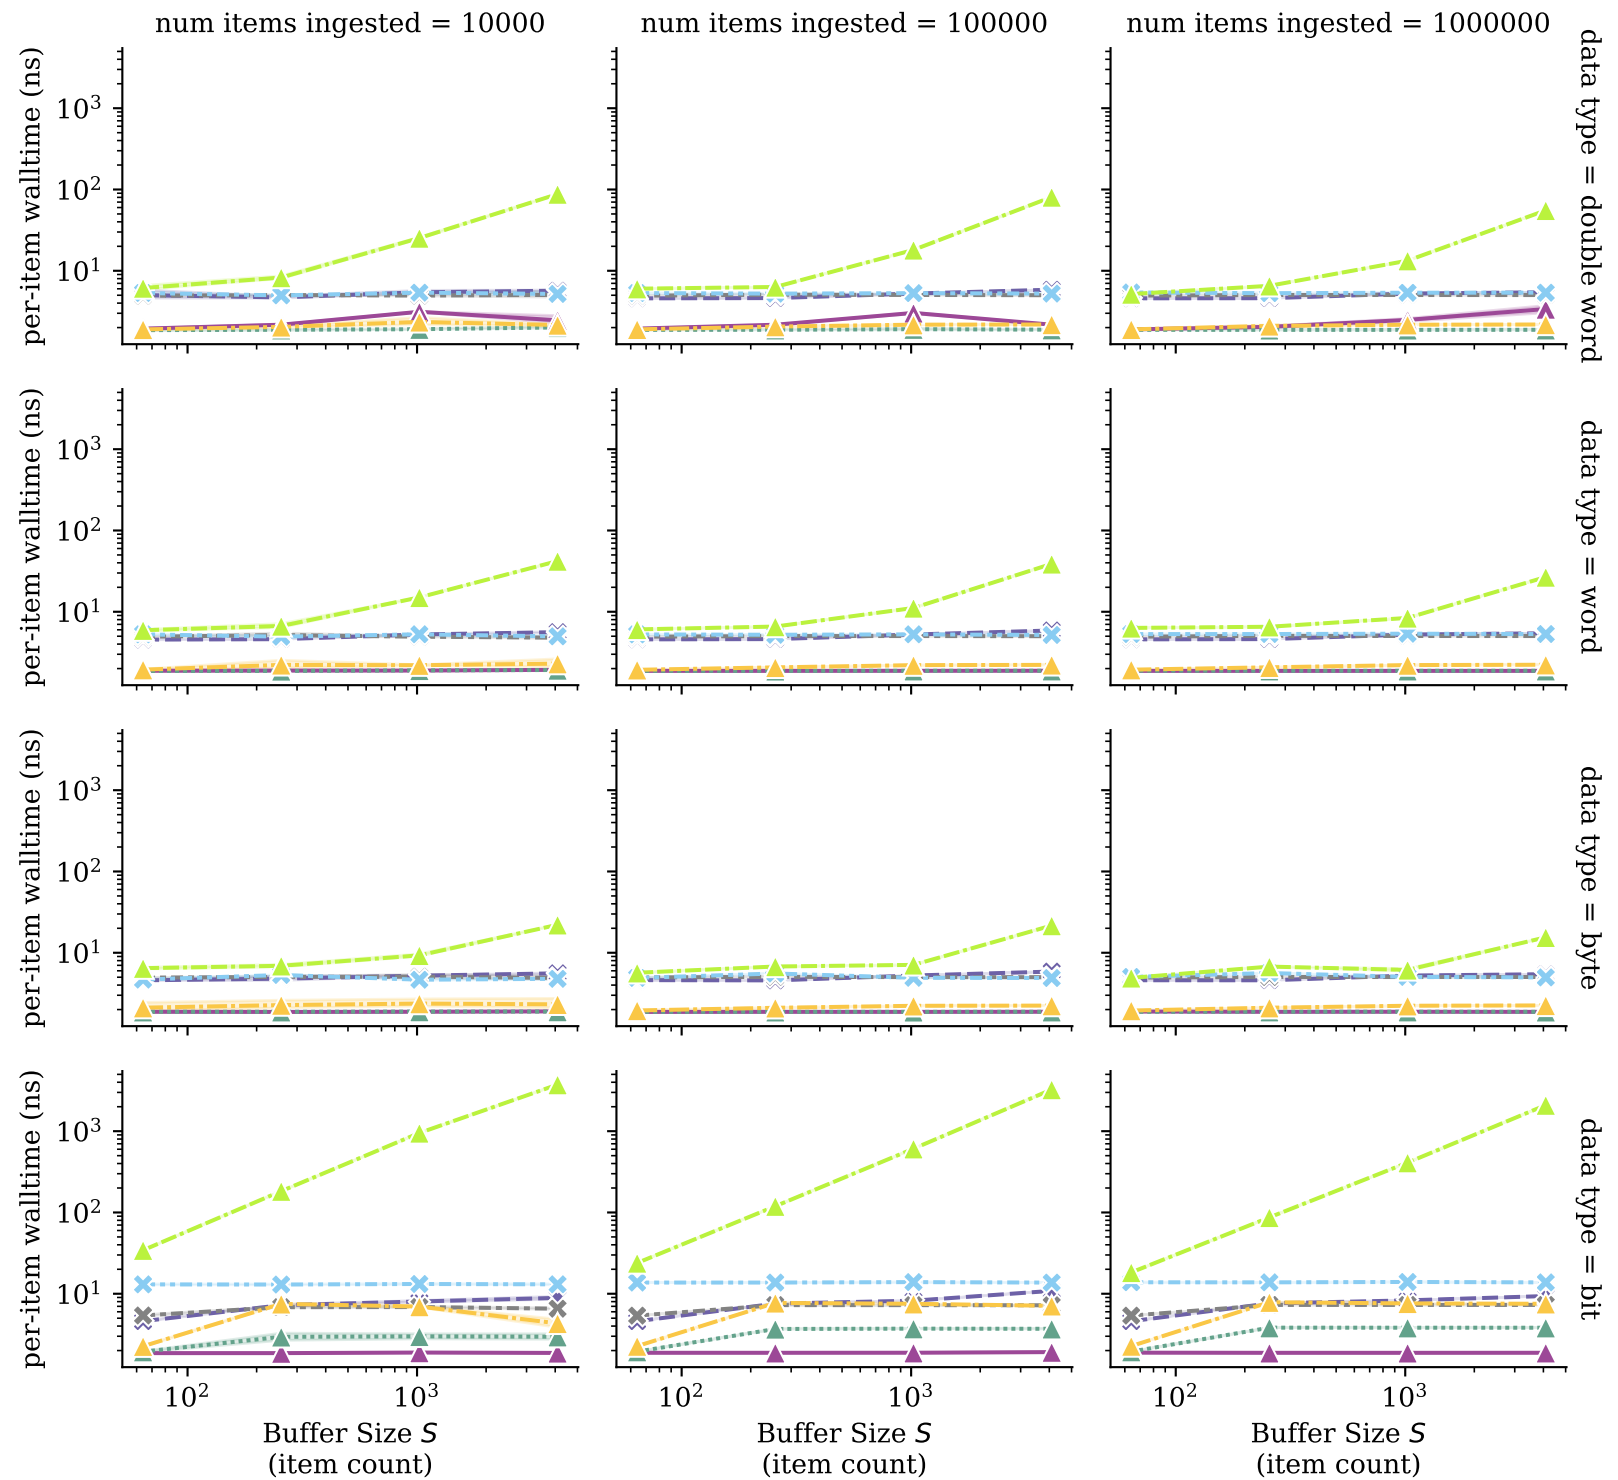 num items ingested = 10000
num items ingested = 100000
num items ingested = 1000000
per-item walltime (ns)
10³
10²
10¹
data type = double word
per-item walltime (ns)
10³
10²
10¹
data type = word
per-item walltime (ns)
10³
10²
10¹
data type = byte
per-item walltime (ns)
10³
10²
10¹
data type = bit
10² 10³
10² 10³
10² 10³
Buffer Size S
(item count)
Buffer Size S
(item count)
Buffer Size S
(item count)